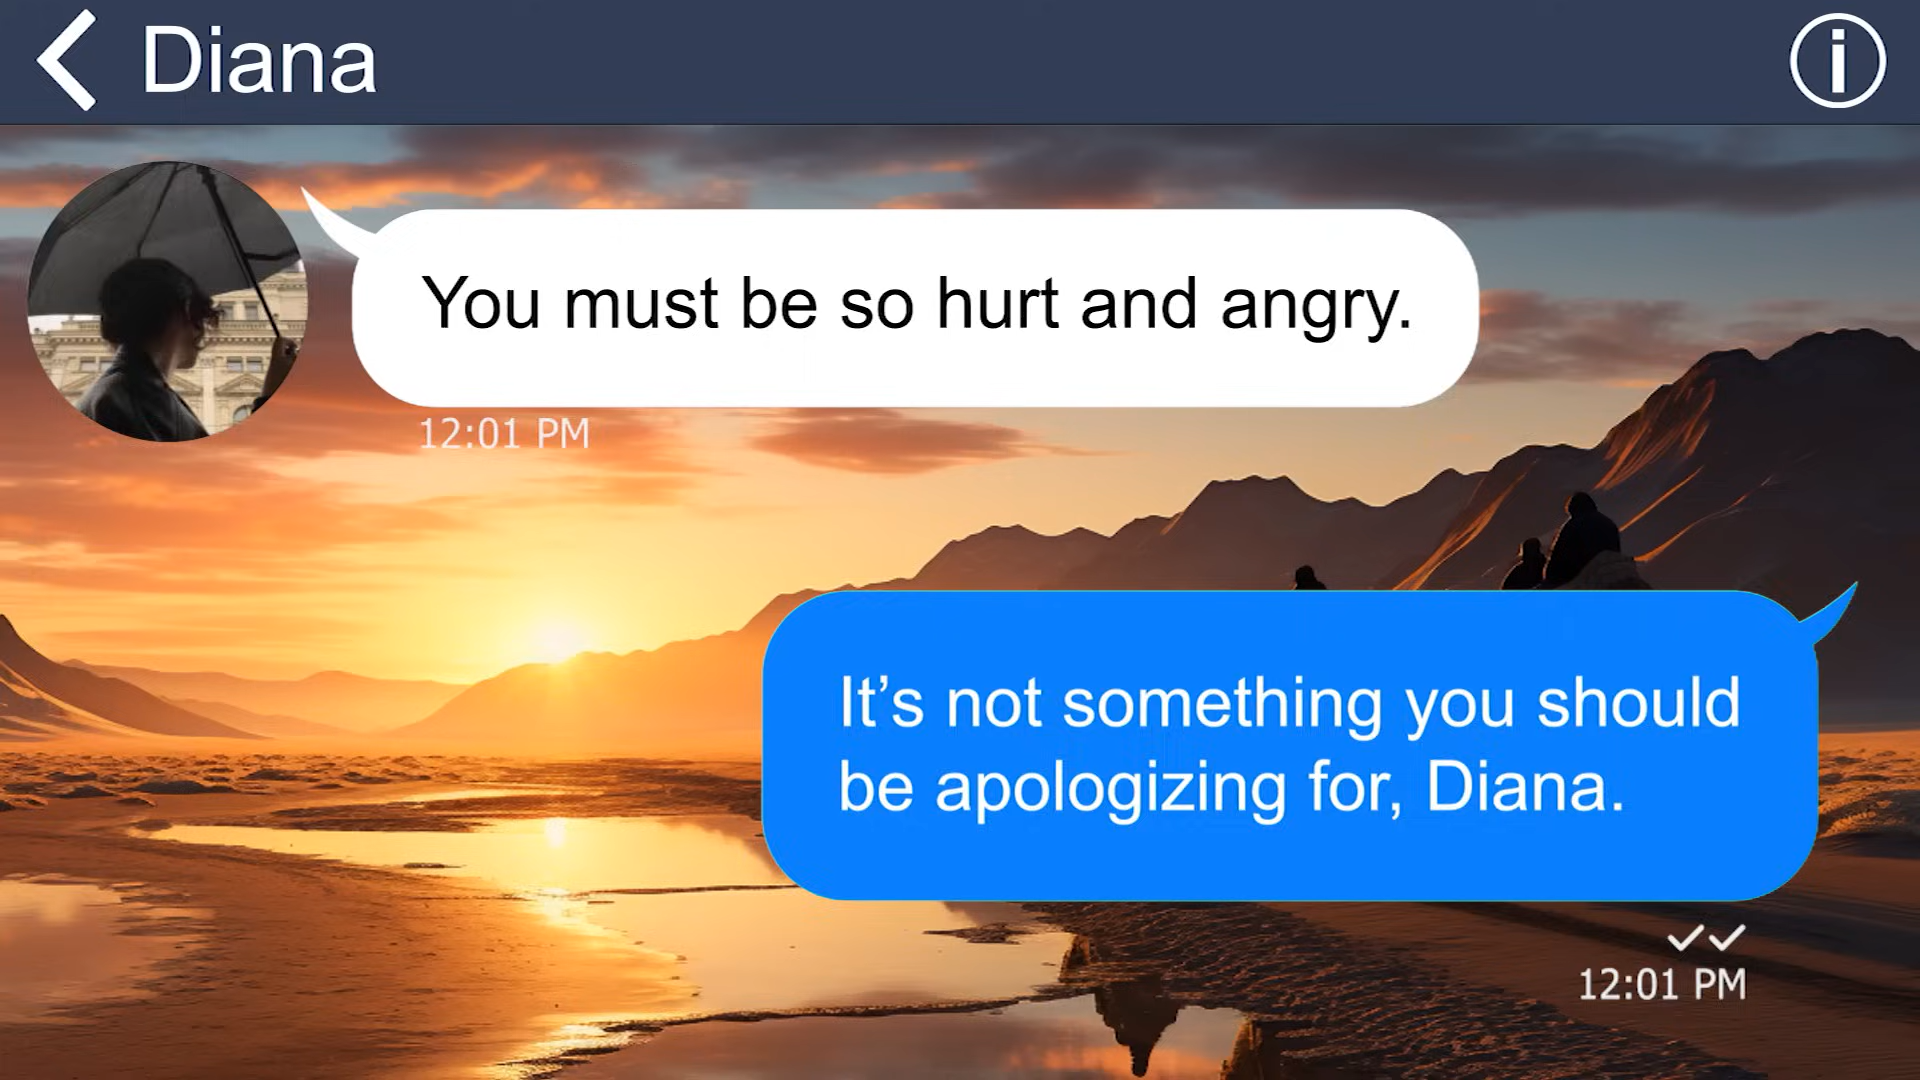 Diana
You must be so hurt and angry.
12:01 PM
It’s not something you should
be apologizing for, Diana.
12:01 PM